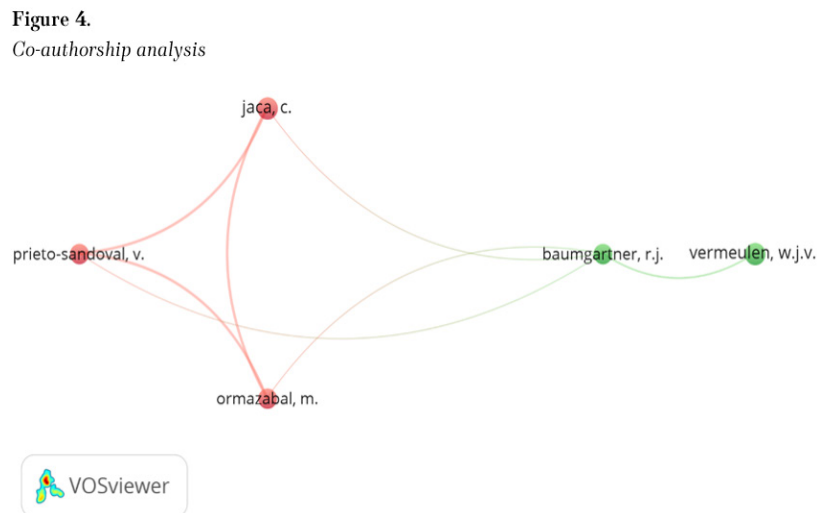 Figure 4.
Co-authorship analysis
jaca, c.
prieto-sandoval, v.
baumgartner, r.j.
vermeulen, w.j.v.
ormazabal, m.
VOSviewer